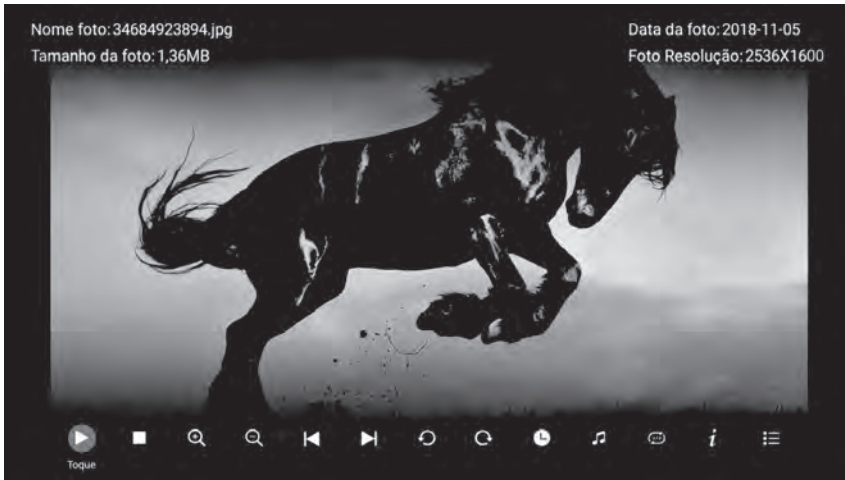 Nome foto: 34684923894.jpg
Tamanho da foto: 1,36MB
Data da foto: 2018-11-05
Foto Resolução: 2536X1600
Toque